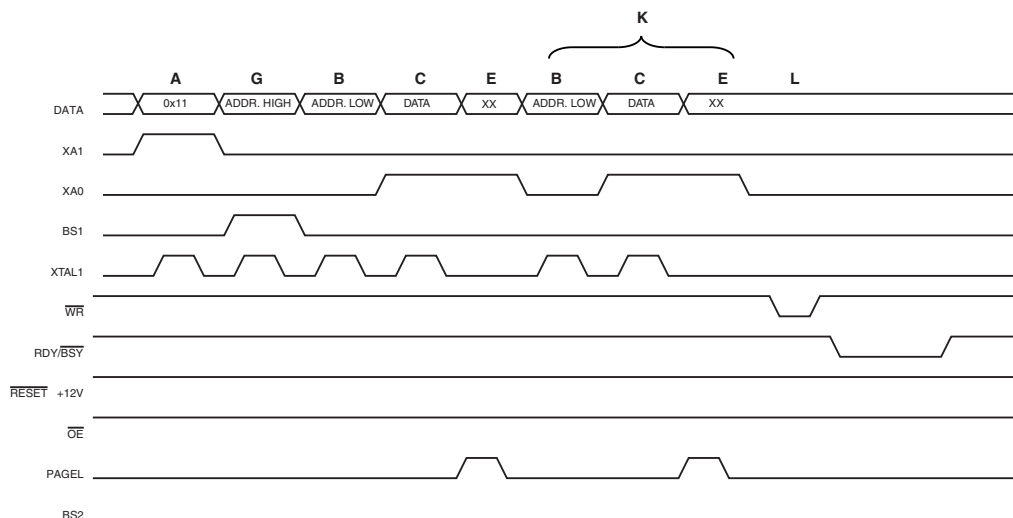 K
A G B C E B C E L
DATA 0x11 ADDR. HIGH ADDR. LOW DATA XX ADDR. LOW DATA XX
XA1
XA0
BS1
XTAL1
WR
RDY/BSY
RESET +12V
OE
PAGEL
BS2